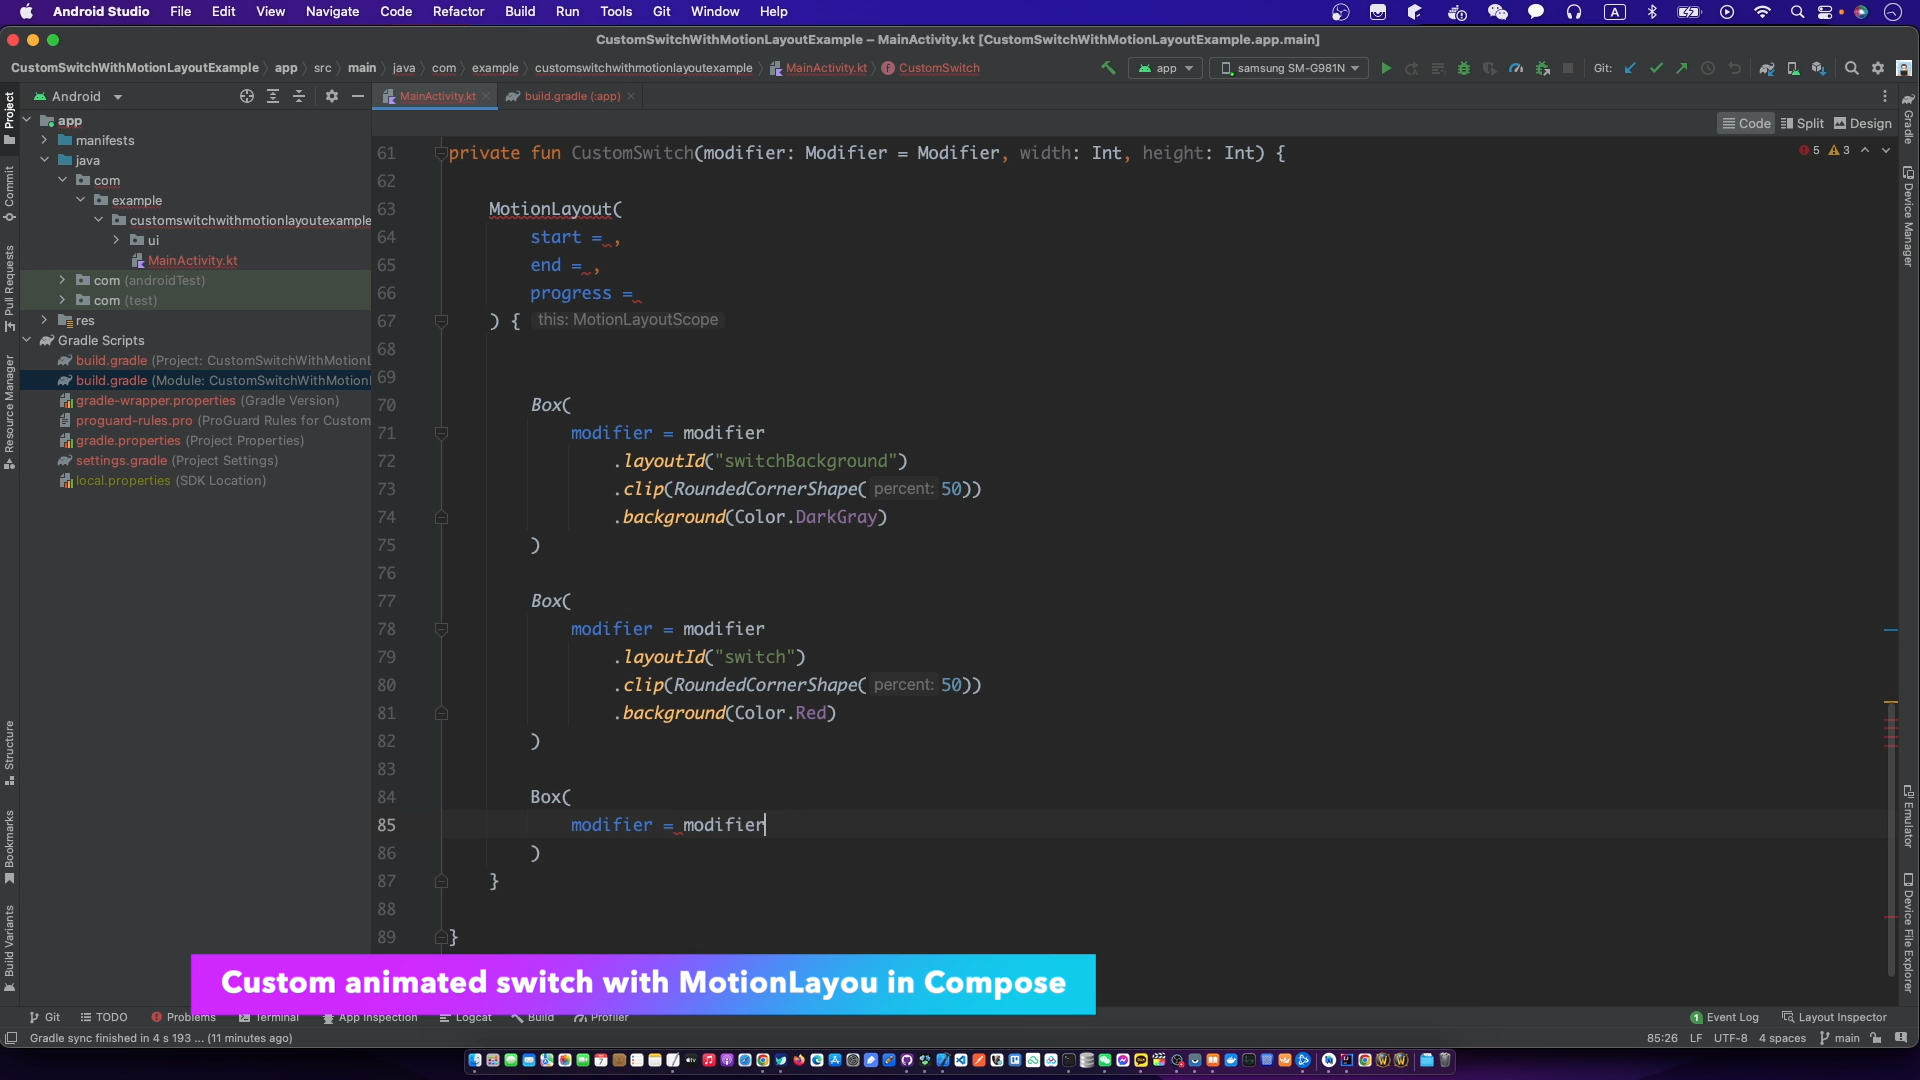 Android Studio File Edit View Navigate Code Refactor Build Run Tools Git Window Help
CustomSwitchWithMotionLayoutExample – MainActivity.kt [CustomSwitchWithMotionLayoutExample.app.main]
CustomSwitchWithMotionLayoutExample app src main java com example customswitchwithmotionlayoutexample MainActivity.kt CustomSwitch app samsung SM-G981N Git:
Project Android MainActivity.kt build.gradle (:app) Gradle
Code Split Design
app
manifests
java
com
example
customswitchwithmotionlayoutexample
ui
MainActivity.kt
com (androidTest)
com (test)
res
Gradle Scripts
build.gradle (Project: CustomSwitchWithMotionL
build.gradle (Module: CustomSwitchWithMotionl
gradle-wrapper.properties (Gradle Version)
proguard-rules.pro (ProGuard Rules for Custom
gradle.properties (Project Properties)
settings.gradle (Project Settings)
local.properties (SDK Location)
Commit
Pull Requests
Resource Manager
Structure
Bookmarks
Build Variants
61 private fun CustomSwitch(modifier: Modifier = Modifier, width: Int, height: Int) { 5 3
62
63 MotionLayout(
64 start = ,
65 end = ,
66 progress =
67 ) { this: MotionLayoutScope
68
69
70 Box(
71 modifier = modifier
72 .layoutId("switchBackground")
73 .clip(RoundedCornerShape( percent: 50))
74 .background(Color.DarkGray)
75 )
76
77 Box(
78 modifier = modifier
79 .layoutId("switch")
80 .clip(RoundedCornerShape( percent: 50))
81 .background(Color.Red)
82 )
83
84 Box(
85 modifier = modifier
86 )
87 }
88
89 }
Device Manager
Emulator
Device File Explorer
Custom animated switch with MotionLayou in Compose
Git TODO Problems Terminal App Inspection Logcat Build Profiler 1 Event Log Layout Inspector
Gradle sync finished in 4 s 193 ... (11 minutes ago) 85:26 LF UTF-8 4 spaces main